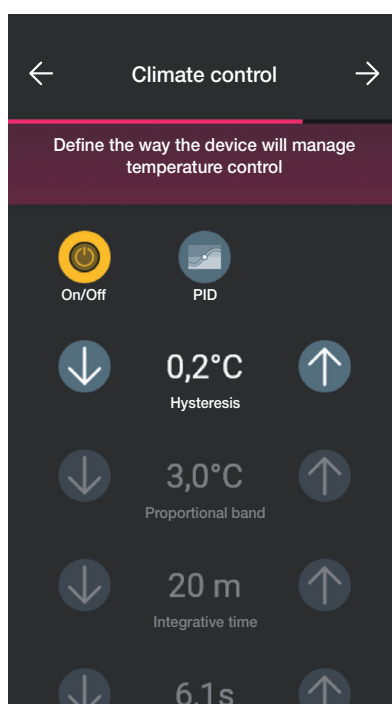 Climate control
Define the way the device will manage
temperature control
On/Off
PID
0,2°C
Hysteresis
3,0°C
Proportional band
20 m
Integrative time
6,1s